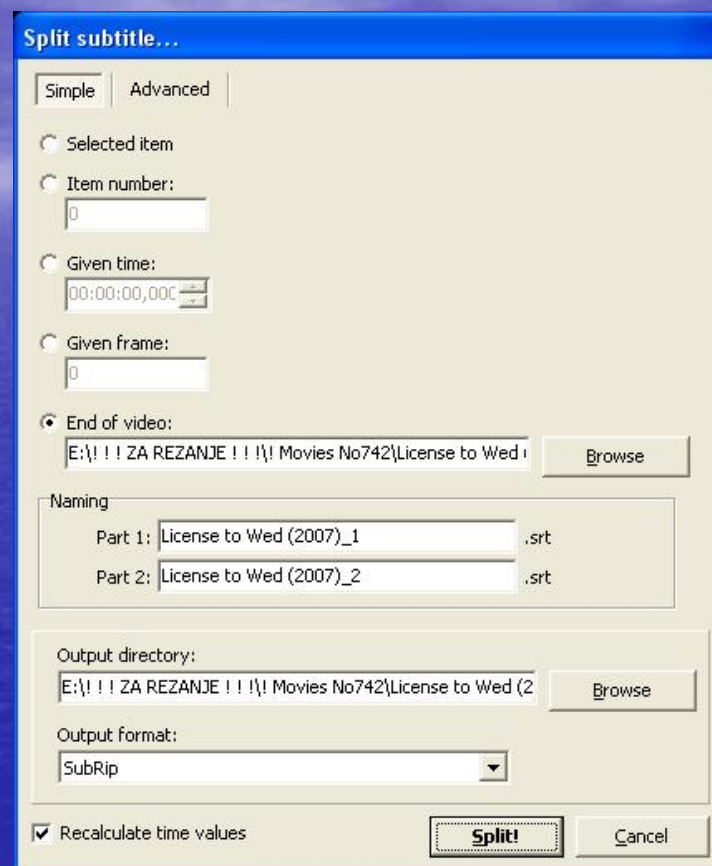 Split subtitle...
Simple Advanced
Selected item
Item number:
0
Given time:
00:00:00,000
Given frame:
0
End of video:
E:\! ! ! ZA REZANJE ! ! !\! Movies No742\License to Wed (
Browse
Naming
Part 1: License to Wed (2007)_1 .srt
Part 2: License to Wed (2007)_2 .srt
Output directory:
E:\! ! ! ZA REZANJE ! ! !\! Movies No742\License to Wed (2
Browse
Output format:
SubRip
Recalculate time values
Split!
Cancel